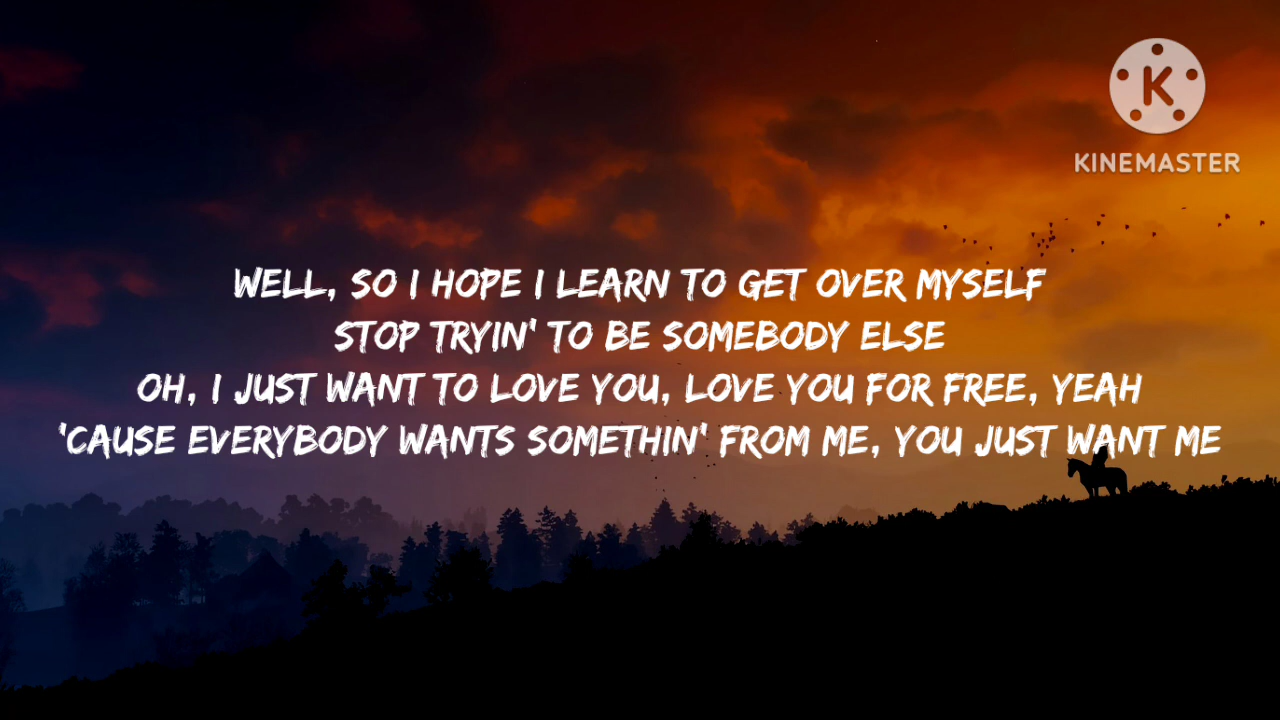 K
KINEMASTER
WELL, SO I HOPE I LEARN TO GET OVER MYSELF
STOP TRYIN' TO BE SOMEBODY ELSE
OH, I JUST WANT TO LOVE YOU, LOVE YOU FOR FREE, YEAH
'CAUSE EVERYBODY WANTS SOMETHIN' FROM ME, YOU JUST WANT ME